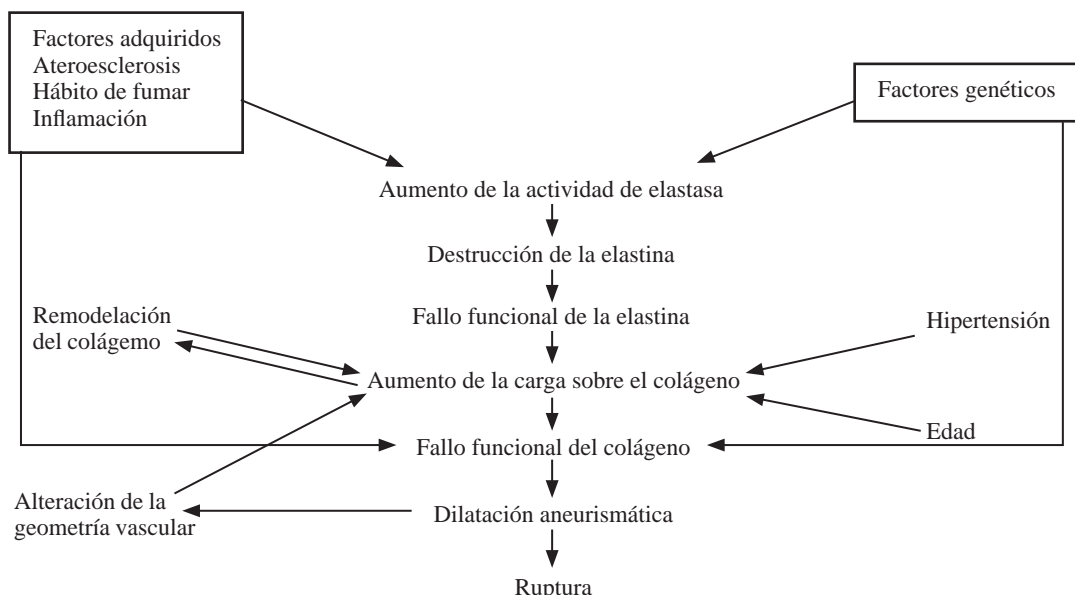 Factores adquiridos
Ateroesclerosis
Hábito de fumar
Inflamación
Factores genéticos
Aumento de la actividad de elastasa
Destrucción de la elastina
Fallo funcional de la elastina
Remodelación
del colágemo
Hipertensión
Aumento de la carga sobre el colágeno
Edad
Fallo funcional del colágeno
Alteración de la
geometría vascular
Dilatación aneurismática
Ruptura